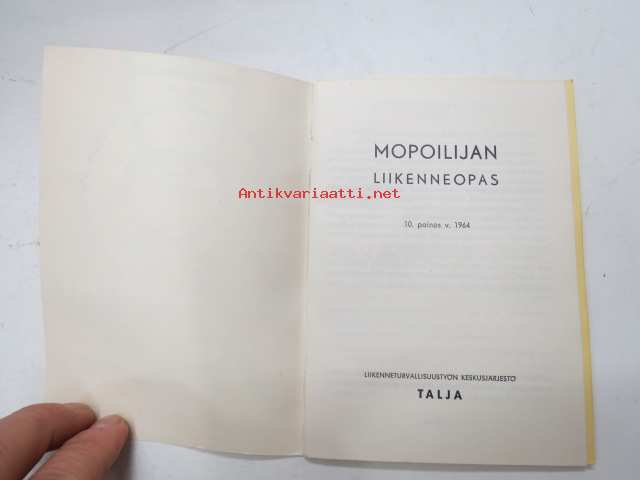 MOPOILIJAN
LIIKENNEOPAS
Antikvariaatti.net
10. painos v. 1964
LIIKENNETURVALLISUUSTYÖN KESKUSJÄRJESTÖ
TALJA